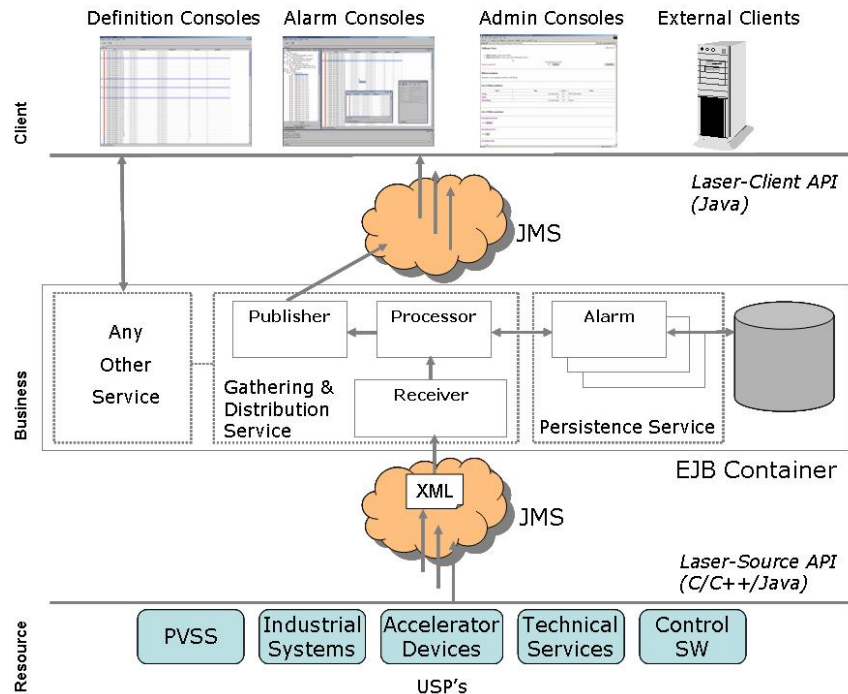 Definition Consoles
Alarm Consoles
Admin Consoles
External Clients
Client
Laser-Client API
(Java)
JMS
Business
Any
Other
Service
Publisher
Processor
Alarm
Gathering &
Distribution
Service
Receiver
Persistence Service
EJB Container
XML
JMS
Laser-Source API
(C/C++/Java)
Resource
PVSS
Industrial
Systems
Accelerator
Devices
Technical
Services
Control
SW
USP's